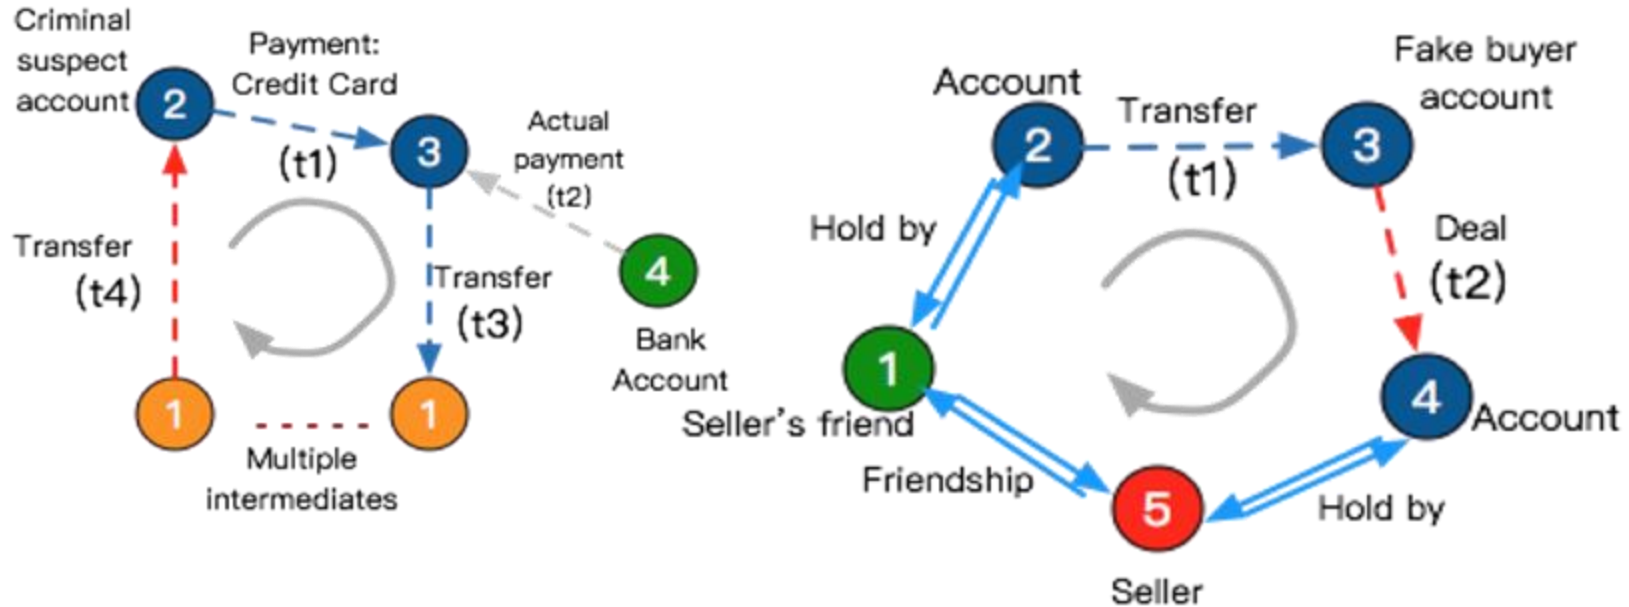 Criminal
suspect
account
2
Payment:
Credit Card
(t1)
3
Actual
payment
(t2)
4
Bank
Account
Transfer
(t4)
Transfer
(t3)
1
1
Multiple
intermediates
Account
2
Transfer
(t1)
Fake buyer
account
3
Hold by
Deal
(t2)
1
Seller's friend
4
Account
Friendship
5
Hold by
Seller